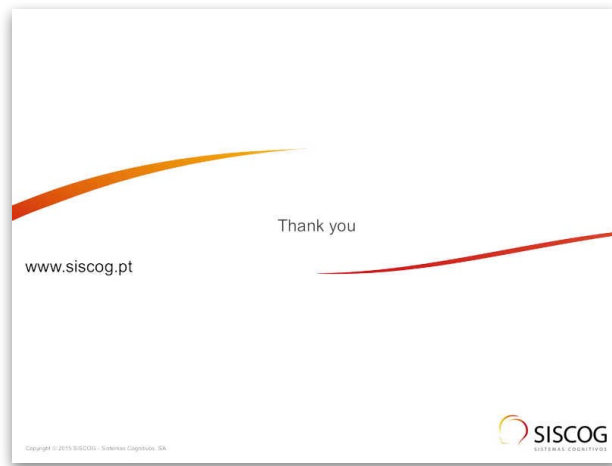 Thank you
www.siscog.pt
SISCOG
SISTEMAS COGNITIVOS
Copyright © 2015 SISCOG - Sistemas Cognitivos, SA